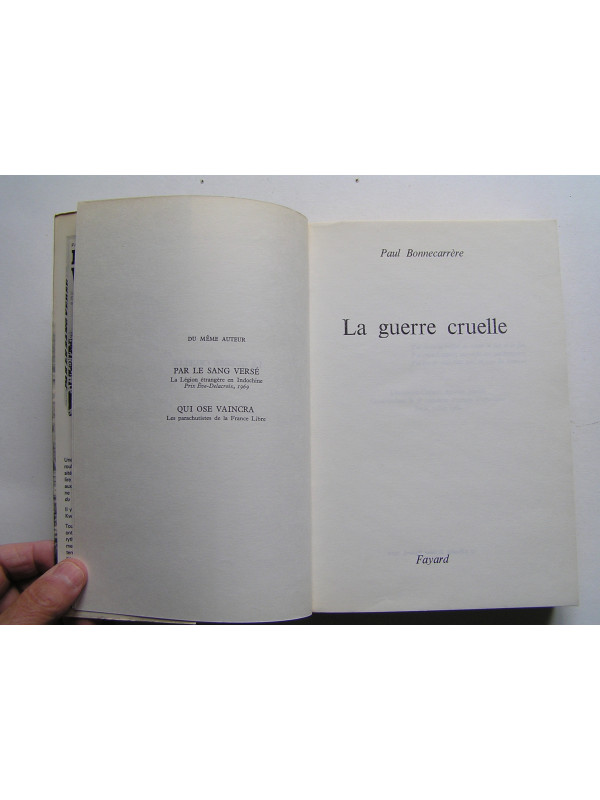 DU MÊME AUTEUR
PAR LE SANG VERSÉ
La Légion étrangère en Indochine
Prix Eve-Delacroix, 1969
QUI OSE VAINCRA
Les parachutistes de la France Libre
Paul Bonnecarrère
La guerre cruelle
Fayard